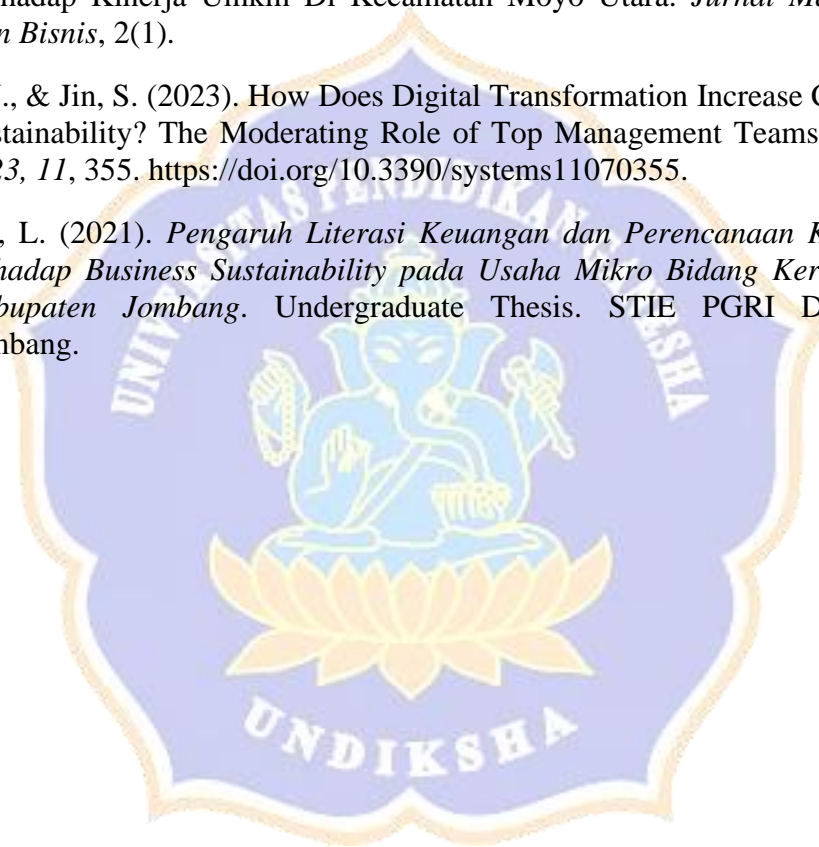 hadap Kinerja Umkm Di Kecamatan Moyo Utara. Jurnal M
n Bisnis, 2(1).
., & Jin, S. (2023). How Does Digital Transformation Increase
stainability? The Moderating Role of Top Management Teams
23, 11, 355. https://doi.org/10.3390/systems11070355.
, L. (2021). Pengaruh Literasi Keuangan dan Perencanaan K
hadap Business Sustainability pada Usaha Mikro Bidang Ker
bupaten Jombang. Undergraduate Thesis. STIE PGRI D
mbang.
UNIVERSITAS PENDIDIKAN GANESHA
UNDIKSHA